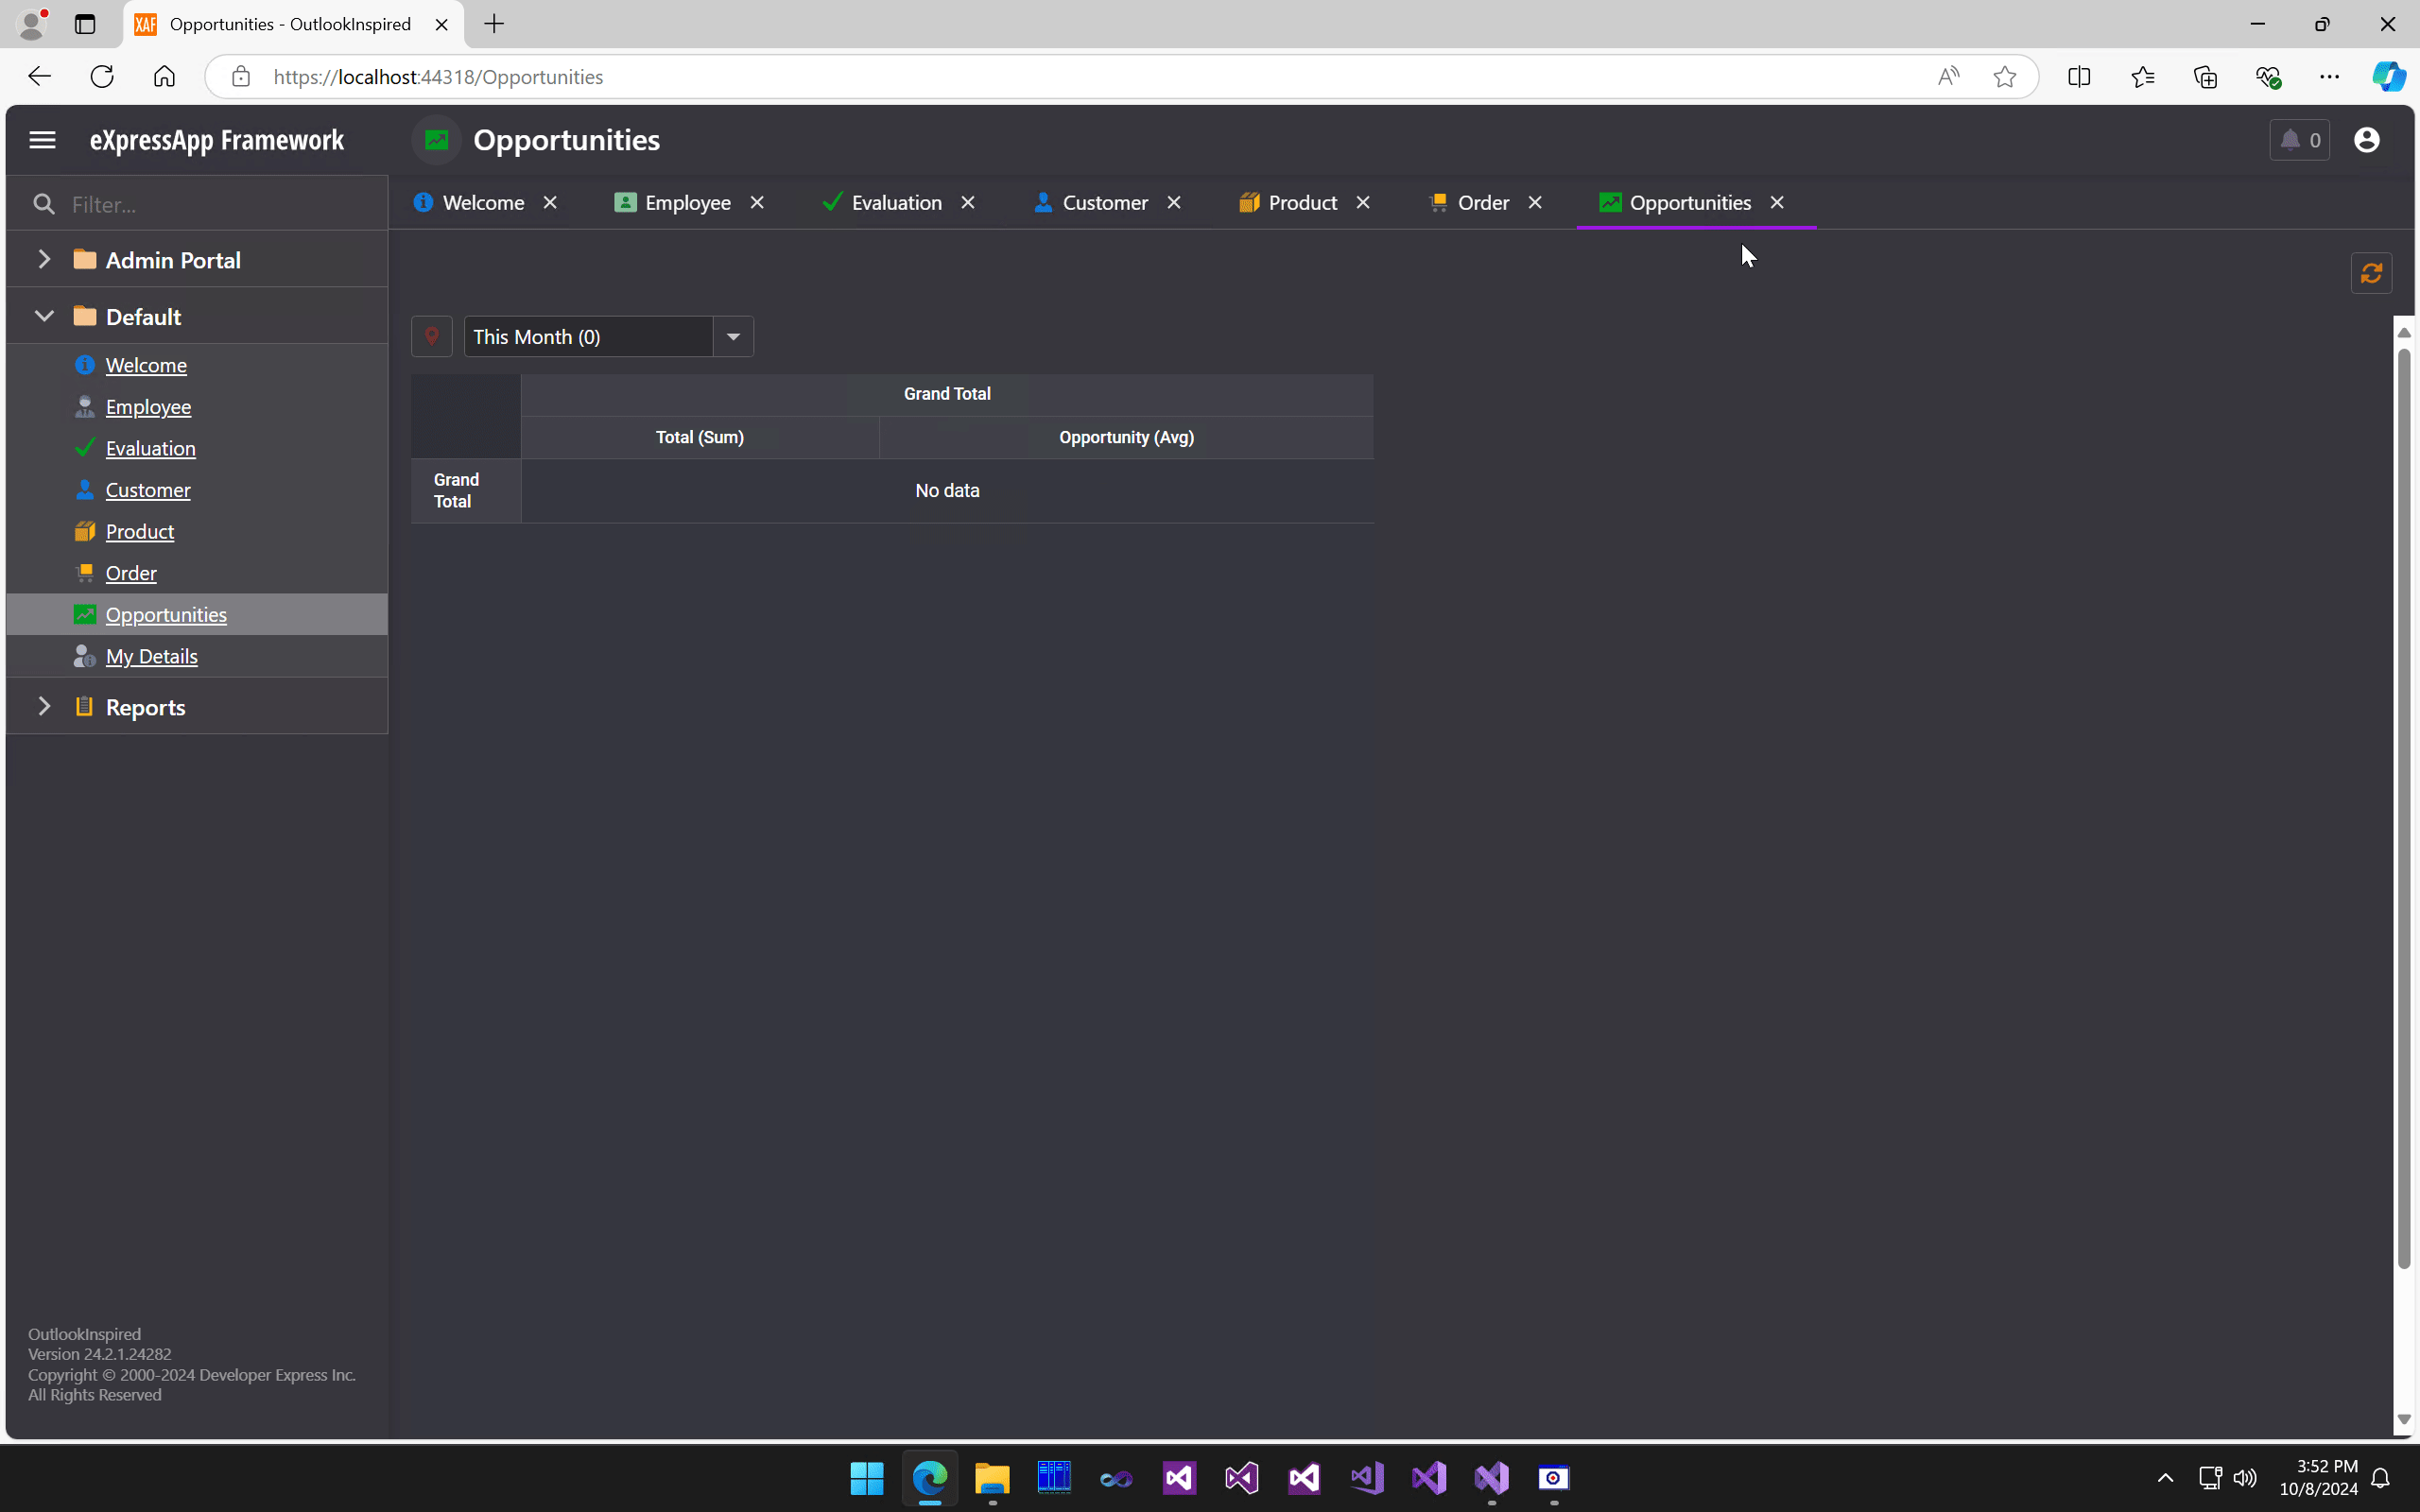 XAF Opportunities - OutlookInspired
https://localhost:44318/Opportunities
eXpressApp Framework
Opportunities
0
Filter...
Welcome Employee Evaluation Customer Product Order Opportunities
Admin Portal
Default
Welcome
Employee
Evaluation
Customer
Product
Order
Opportunities
My Details
Reports
This Month (0)
Grand Total
Total (Sum) Opportunity (Avg)
Grand
Total
No data
OutlookInspired
Version 24.2.1.24282
Copyright © 2000-2024 Developer Express Inc.
All Rights Reserved
3:52 PM
10/8/2024